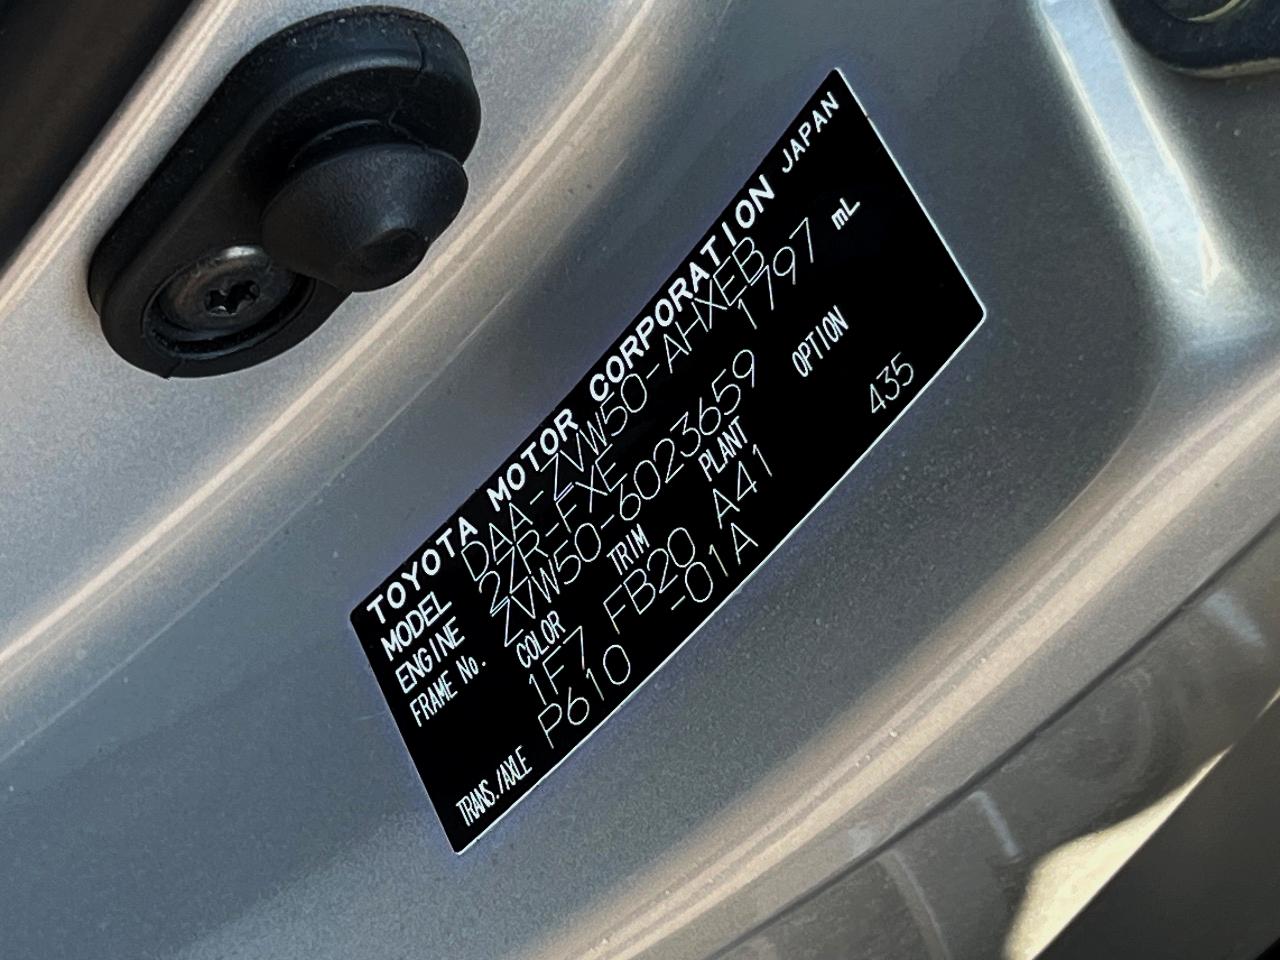 TOYOTA MOTOR CORPORATION JAPAN
MODEL DAA-ZVW50-AHXEB
ENGINE 2ZR-FXE 1797 mL
FRAME No. ZVW50-6023659
COLOR TRIM PLANT OPTION
1F7 FB20 A41 435
TRANS./AXLE P610 -01A